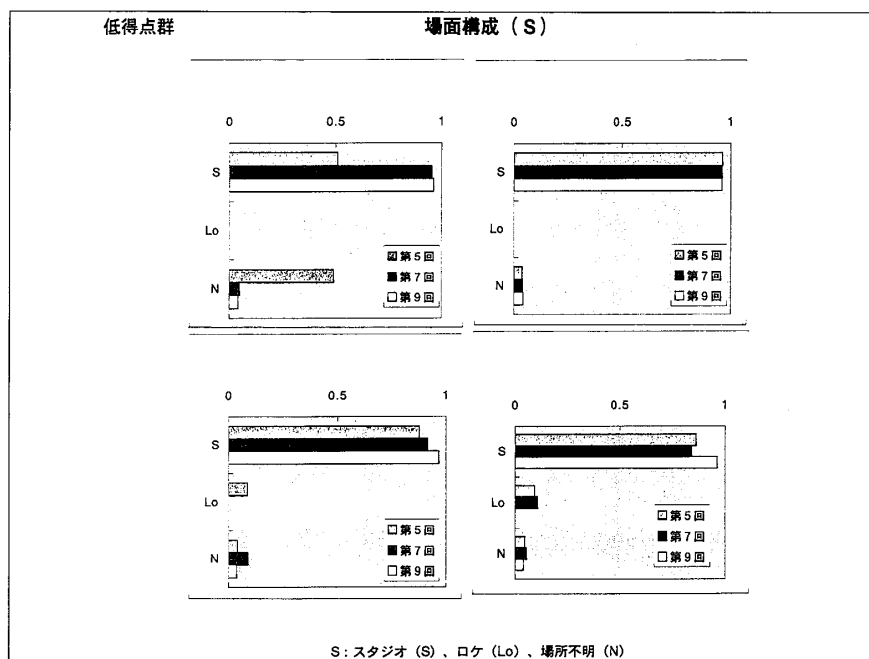 低得点群
場面構成(S)
0 0.5 1
S
Lo
N
第5回
第7回
第9回
0 0.5 1
S
Lo
N
第5回
第7回
第9回
0 0.5 1
S
Lo
N
第5回
第7回
第9回
0 0.5 1
S
Lo
N
第5回
第7回
第9回
S:スタジオ(S)、ロケ(Lo)、場所不明(N)